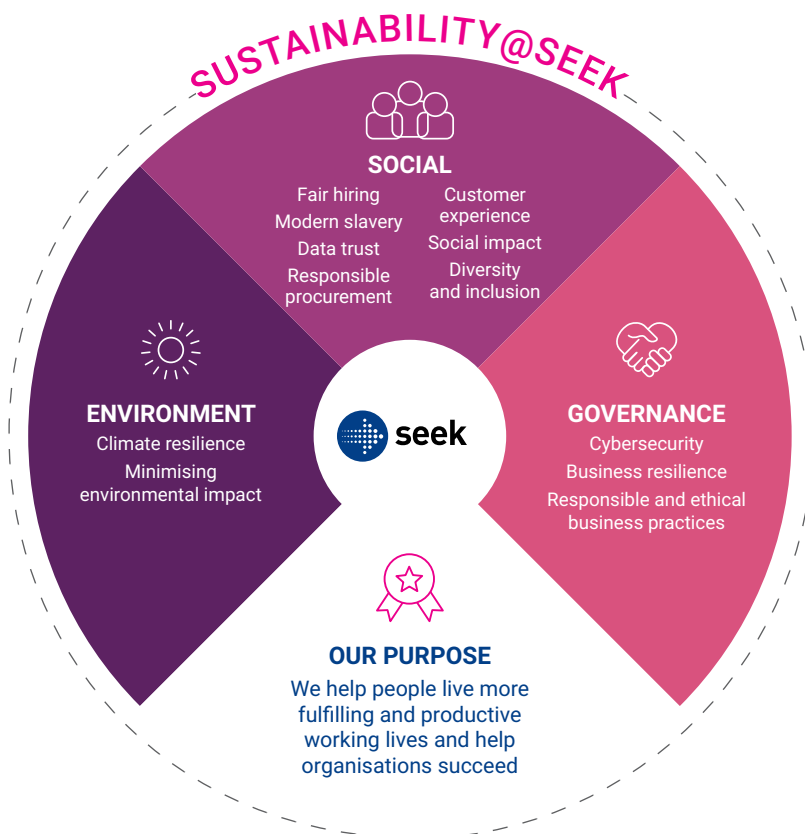 SUSTAINABILITY@SEEK
SOCIAL
Fair hiring
Modern slavery
Data trust
Responsible
procurement
Customer
experience
Social impact
Diversity
and inclusion
ENVIRONMENT
Climate resilience
Minimising
environmental impact
seek
GOVERNANCE
Cybersecurity
Business resilience
Responsible and ethical
business practices
OUR PURPOSE
We help people live more
fulfilling and productive
working lives and help
organisations succeed